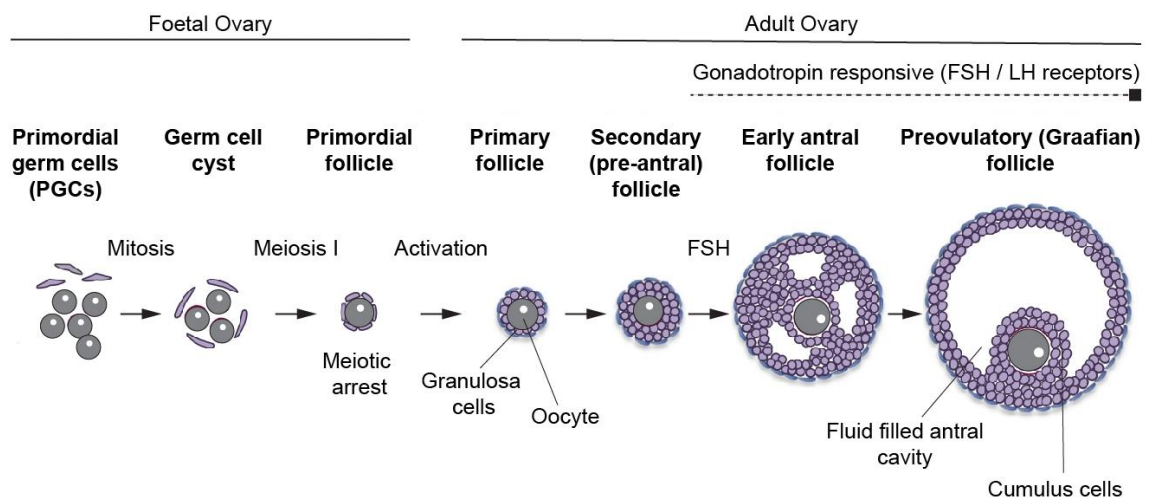 Foetal Ovary
Adult Ovary
Gonadotropin responsive (FSH / LH receptors)
Primordial
germ cells
(PGCs)
Germ cell
cyst
Primordial
follicle
Primary
follicle
Secondary
(pre-antral)
follicle
Early antral
follicle
Preovulatory (Graafian)
follicle
Mitosis
Meiosis I
Activation
FSH
Meiotic
arrest
Granulosa
cells
Oocyte
Fluid filled antral
cavity
Cumulus cells